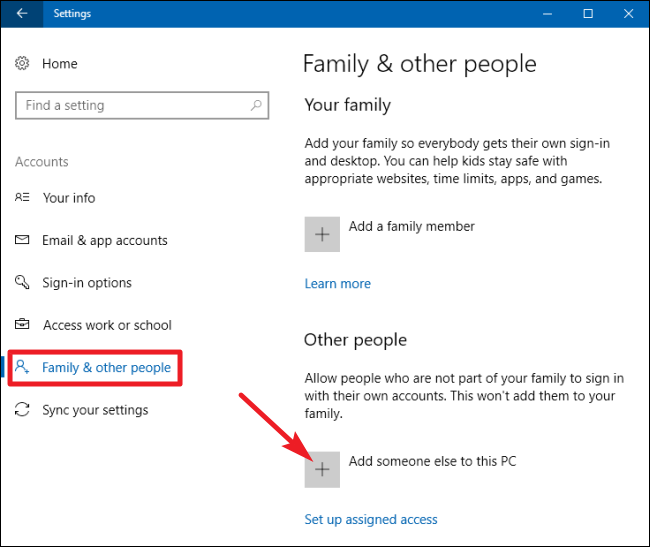 Settings
Home
Find a setting
Accounts
Your info
Email & app accounts
Sign-in options
Access work or school
Family & other people
Sync your settings
Family & other people
Your family
Add your family so everybody gets their own sign-in
and desktop. You can help kids stay safe with
appropriate websites, time limits, apps, and games.
Add a family member
Learn more
Other people
Allow people who are not part of your family to sign in
with their own accounts. This won't add them to your
family.
Add someone else to this PC
Set up assigned access